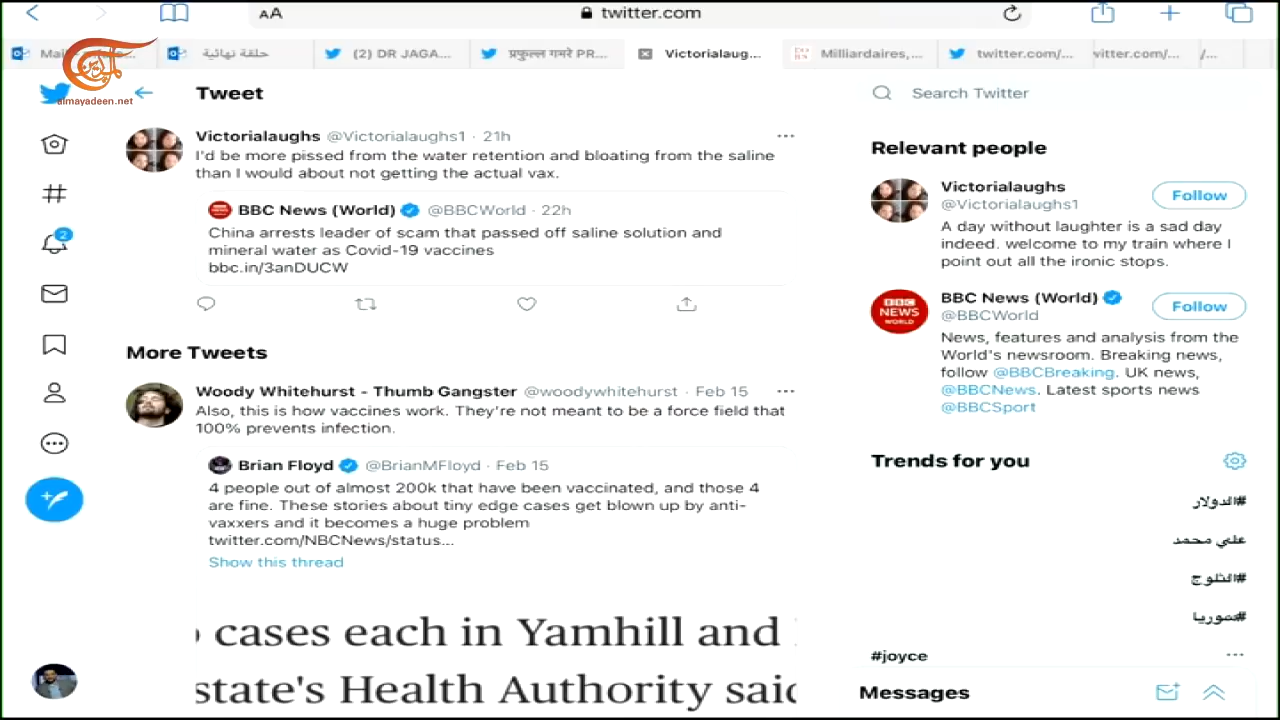 AA
twitter.com
حلقة نهائية
(2) DR JAGA...
प्रफुल्ल गमरे PR...
Victorialaug...
Milliardaires,...
twitter.com/...
vitter.com/...
/...
الميادين
almayadeen.net
Tweet
Search Twitter
Victorialaughs @Victorialaughs1 · 21h
I'd be more pissed from the water retention and bloating from the saline
than I would about not getting the actual vax.
BBC News (World) @BBCWorld · 22h
China arrests leader of scam that passed off saline solution and
mineral water as Covid-19 vaccines
bbc.in/3anDUCW
More Tweets
Woody Whitehurst - Thumb Gangster @woodywhitehurst · Feb 15
Also, this is how vaccines work. They're not meant to be a force field that
100% prevents infection.
Brian Floyd @BrianMFloyd · Feb 15
4 people out of almost 200k that have been vaccinated, and those 4
are fine. These stories about tiny edge cases get blown up by anti-
vaxxers and it becomes a huge problem
twitter.com/NBCNews/status...
Show this thread
cases each in Yamhill and
state's Health Authority said
2
Relevant people
Victorialaughs
Follow
@Victorialaughs1
A day without laughter is a sad day
indeed. welcome to my train where I
point out all the ironic stops.
BBC NEWS WORLD
BBC News (World)
Follow
@BBCWorld
News, features and analysis from the
World's newsroom. Breaking news,
follow @BBCBreaking. UK news,
@BBCNews. Latest sports news
@BBCSport
Trends for you
#الدولار
علي محمد
#الثلوج
#سوريا
#joyce
Messages